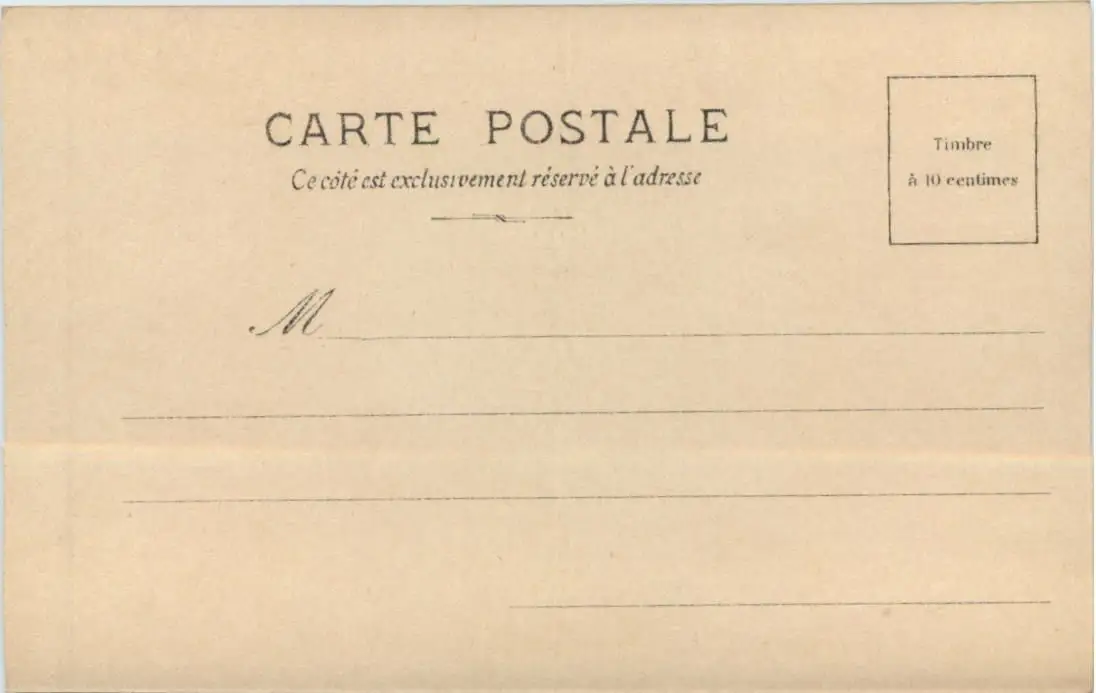 CARTE POSTALE
Ce côté est exclusivement réservé à l'adresse
Timbre
à 10 centimes
M